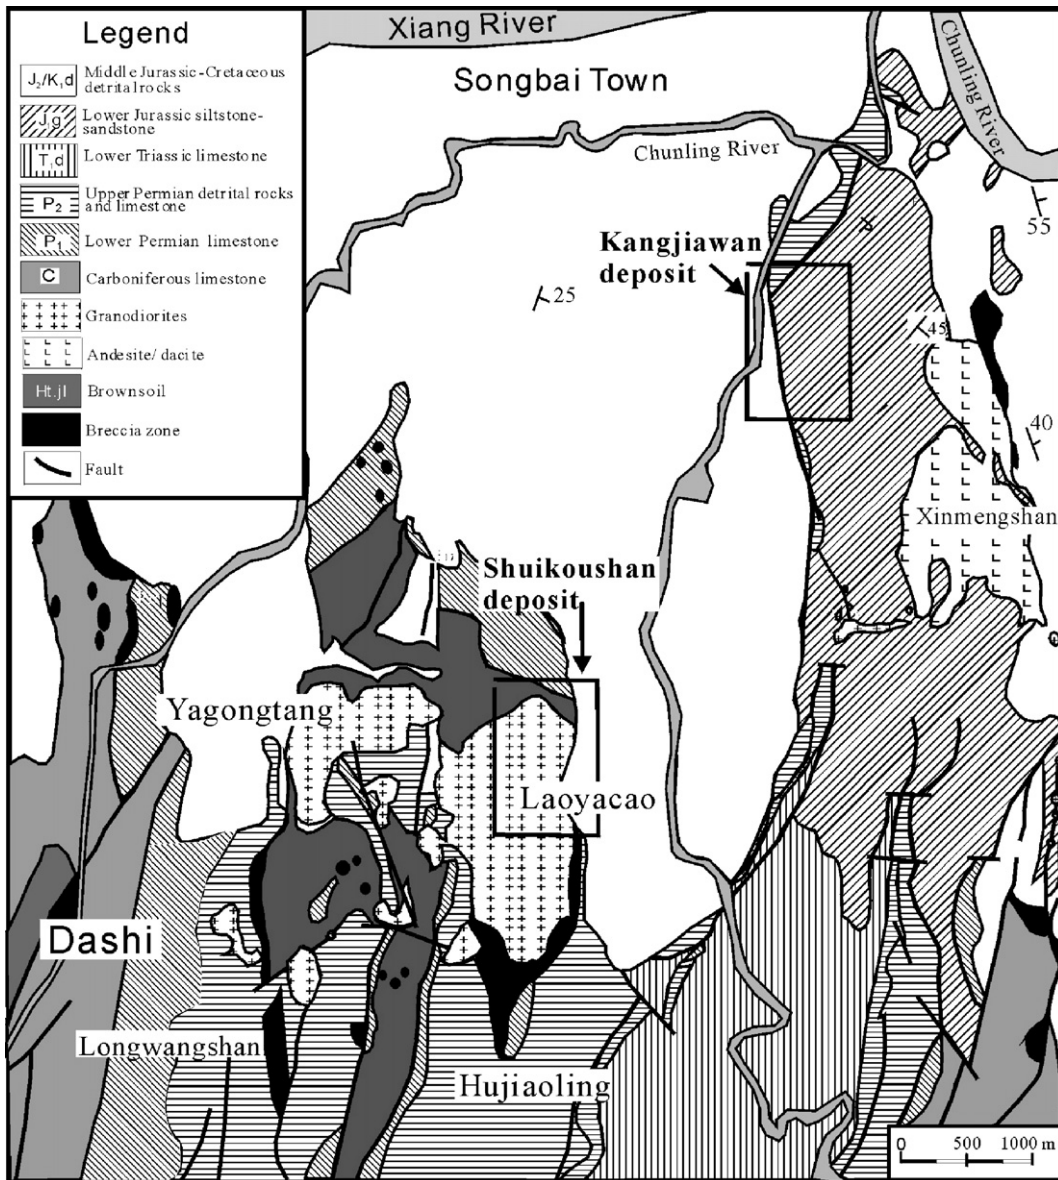 Legend
J₂/K₁d
Middle Jurassic-Cretaceous
detrital rocks
J₁g
Lower Jurassic siltstone-
sandstone
T₁d
Lower Triassic limestone
P₂
Upper Permian detrital rocks
and limestone
P₁
Lower Permian limestone
C
Carboniferous limestone
Granodiorites
Andesite/ dacite
Ht.jl
Brownsoil
Breccia zone
Fault
Xiang River
Songbai Town
Chunling River
Chunling River
55
Kangjiawan
deposit
25
45
40
Xinmengshan
Shuikoushan
deposit
Yagongtang
Laoyacao
Dashi
Longwangshan
Hujiaoling
0 500 1000 m